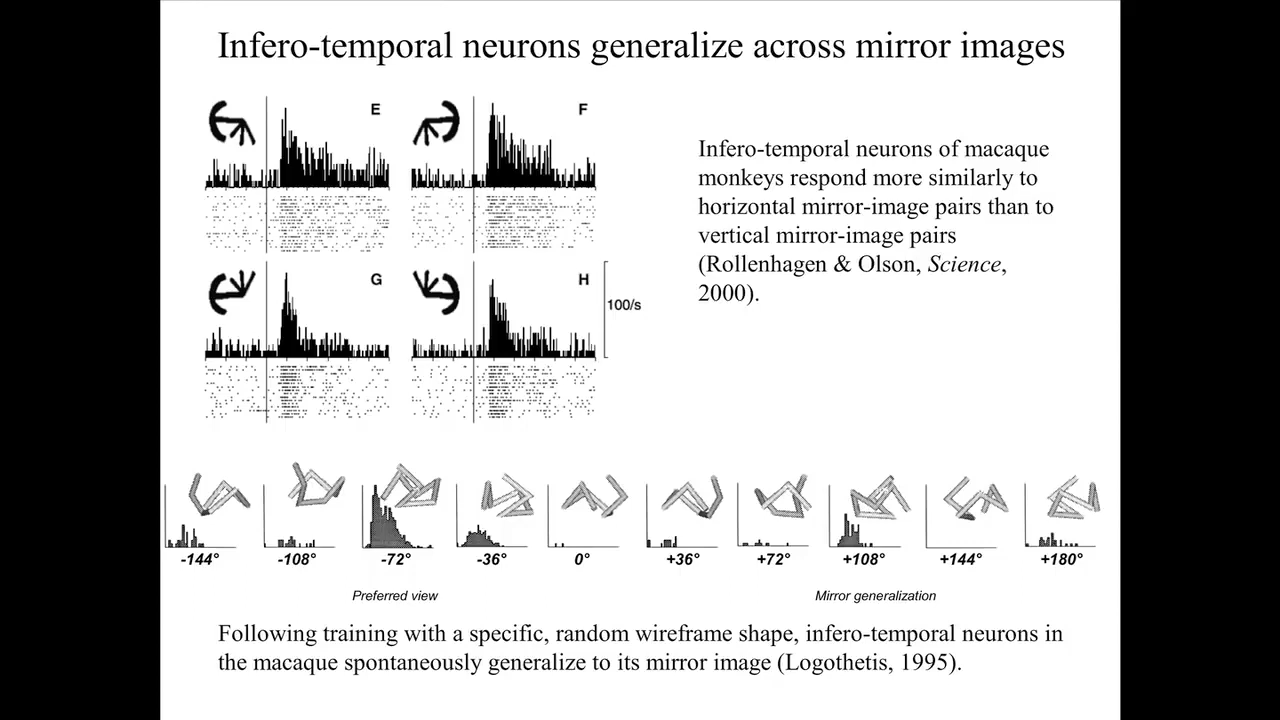 Infero-temporal neurons generalize across mirror images
E
F
Infero-temporal neurons of macaque
monkeys respond more similarly to
horizontal mirror-image pairs than to
vertical mirror-image pairs
(Rollenhagen & Olson, Science,
2000).
G
H
100/s
-144° -108° -72° -36° 0° +36° +72° +108° +144° +180°
Preferred view
Mirror generalization
Following training with a specific, random wireframe shape, infero-temporal neurons in
the macaque spontaneously generalize to its mirror image (Logothetis, 1995).